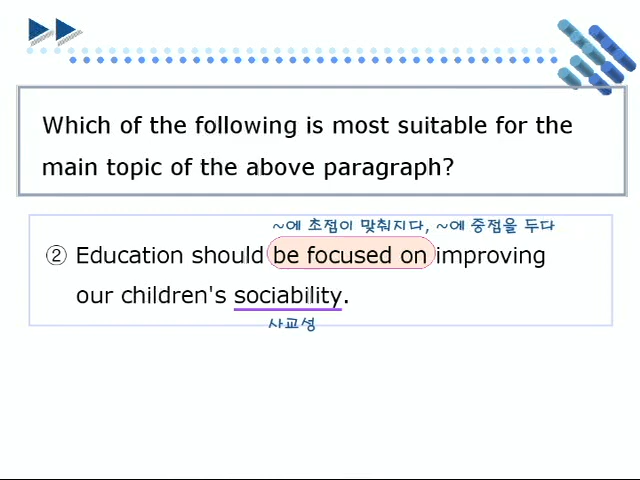 Which of the following is most suitable for the
main topic of the above paragraph?
~에 초점이 맞춰지다, ~에 중점을 두다
② Education should be focused on improving
our children's sociability.
사교성